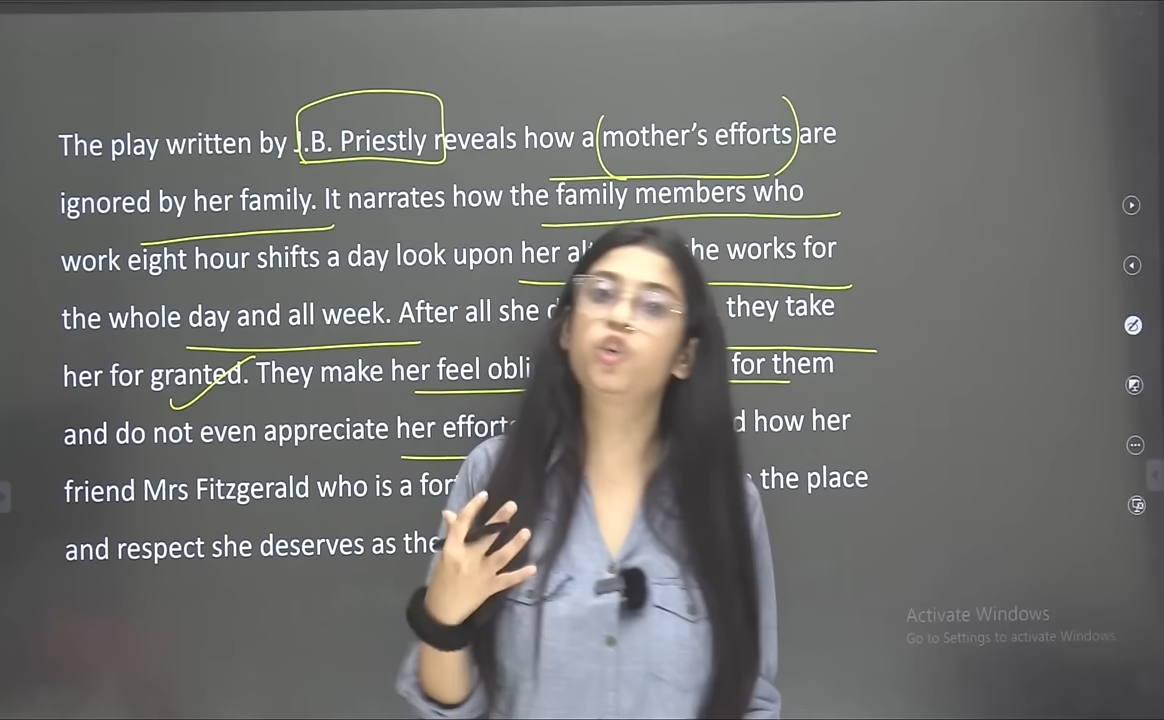 The play written by J.B. Priestly reveals how a mother's efforts are
ignored by her family. It narrates how the family members who
work eight hour shifts a day look upon her he works for
the whole day and all week. After all she they take
her for granted. They make her feel for them
and do not even appreciate her efforts how her
friend Mrs Fitzgerald who is a the place
and respect she deserves as the
Activate Windows
Go to Settings to activate Windows.